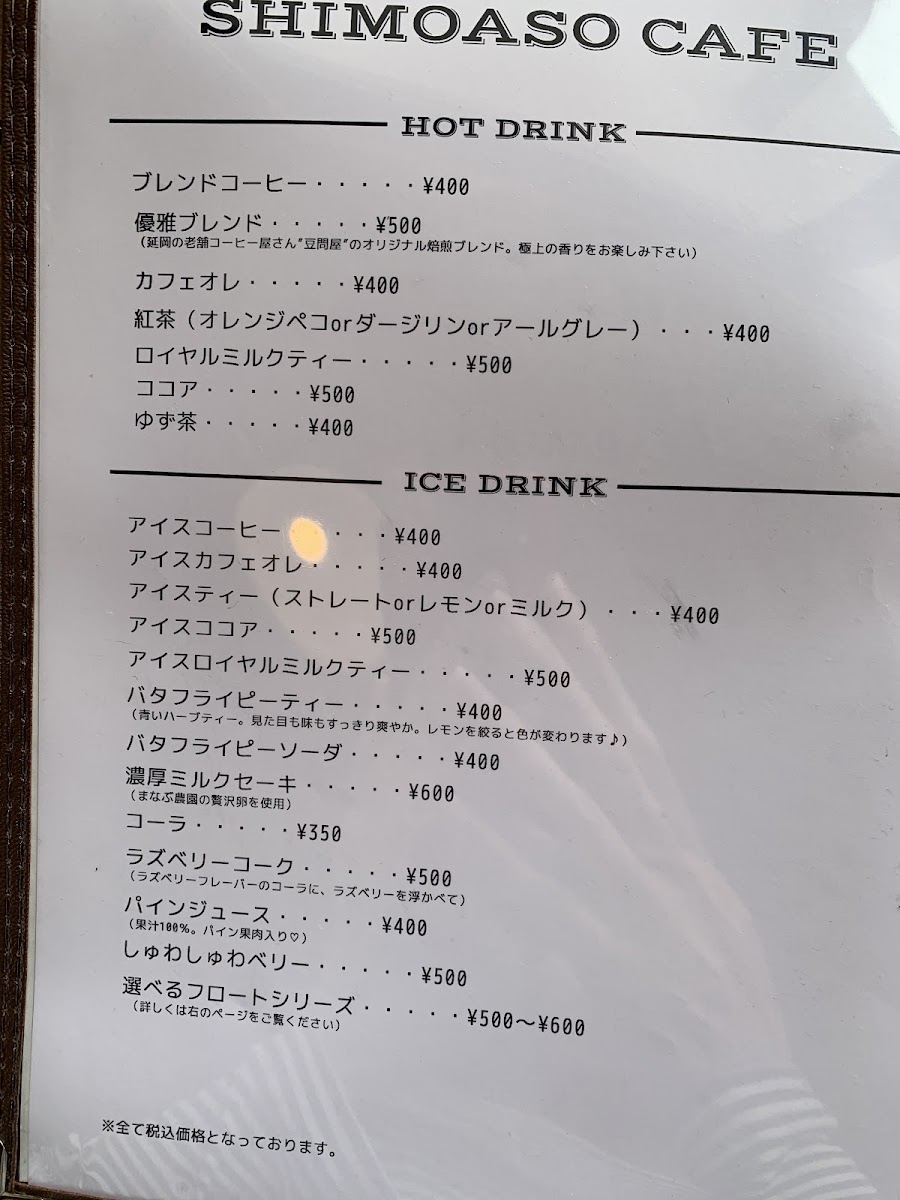 SHIMOASO CAFE
HOT DRINK
ブレンドコーヒー・・・・・¥400
優雅ブレンド・・・・・¥500
（延岡の老舗コーヒー屋さん"豆問屋"のオリジナル焙煎ブレンド。極上の香りをお楽しみ下さい）
カフェオレ・・・・・¥400
紅茶（オレンジペコorダージリンorアールグレー）・・・¥400
ロイヤルミルクティー・・・・・¥500
ココア・・・・・¥500
ゆず茶・・・・・¥400
ICE DRINK
アイスコーヒー・・・・・¥400
アイスカフェオレ・・・・・¥400
アイスティー（ストレートorレモンorミルク）・・・¥400
アイスココア・・・・・¥500
アイスロイヤルミルクティー・・・・・¥500
バタフライピーティー・・・・・¥400
（青いハーブティー。見た目も味もすっきり爽やか。レモンを絞ると色が変わります♪）
バタフライピーソーダ・・・・・¥400
濃厚ミルクセーキ・・・・・¥600
（まなぶ農園の贅沢卵を使用）
コーラ・・・・・¥350
ラズベリーコーク・・・・・¥500
（ラズベリーフレーバーのコーラに、ラズベリーを浮かべて）
パインジュース・・・・・¥400
（果汁100%。パイン果肉入り♡）
しゅわしゅわベリー・・・・・¥500
選べるフロートシリーズ・・・・・¥500〜¥600
（詳しくは右のページをご覧ください）
※全て税込価格となっております。